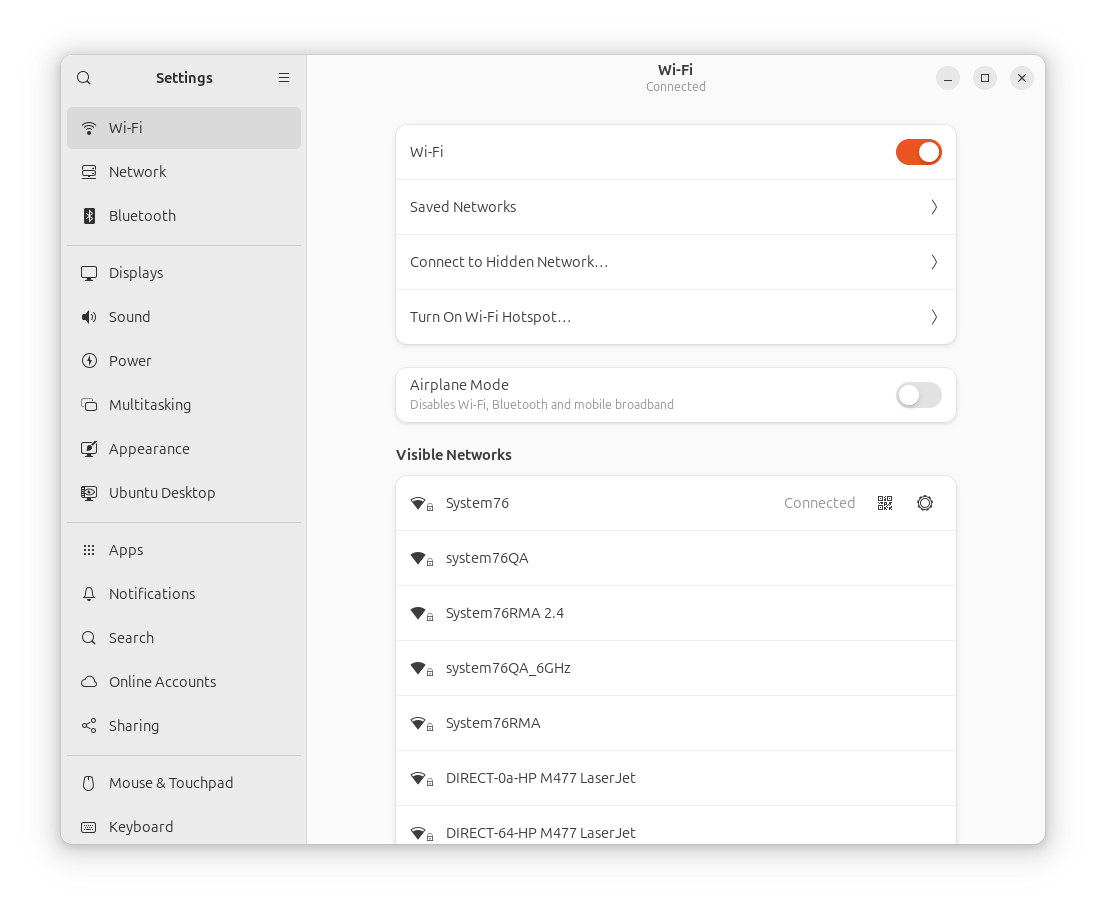 Settings
Wi-Fi
Network
Bluetooth
Displays
Sound
Power
Multitasking
Appearance
Ubuntu Desktop
Apps
Notifications
Search
Online Accounts
Sharing
Mouse & Touchpad
Keyboard
Wi-Fi
Connected
Wi-Fi
Saved Networks
Connect to Hidden Network…
Turn On Wi-Fi Hotspot…
Airplane Mode
Disables Wi-Fi, Bluetooth and mobile broadband
Visible Networks
System76 Connected
system76QA
System76RMA 2.4
system76QA_6GHz
System76RMA
DIRECT-0a-HP M477 LaserJet
DIRECT-64-HP M477 LaserJet